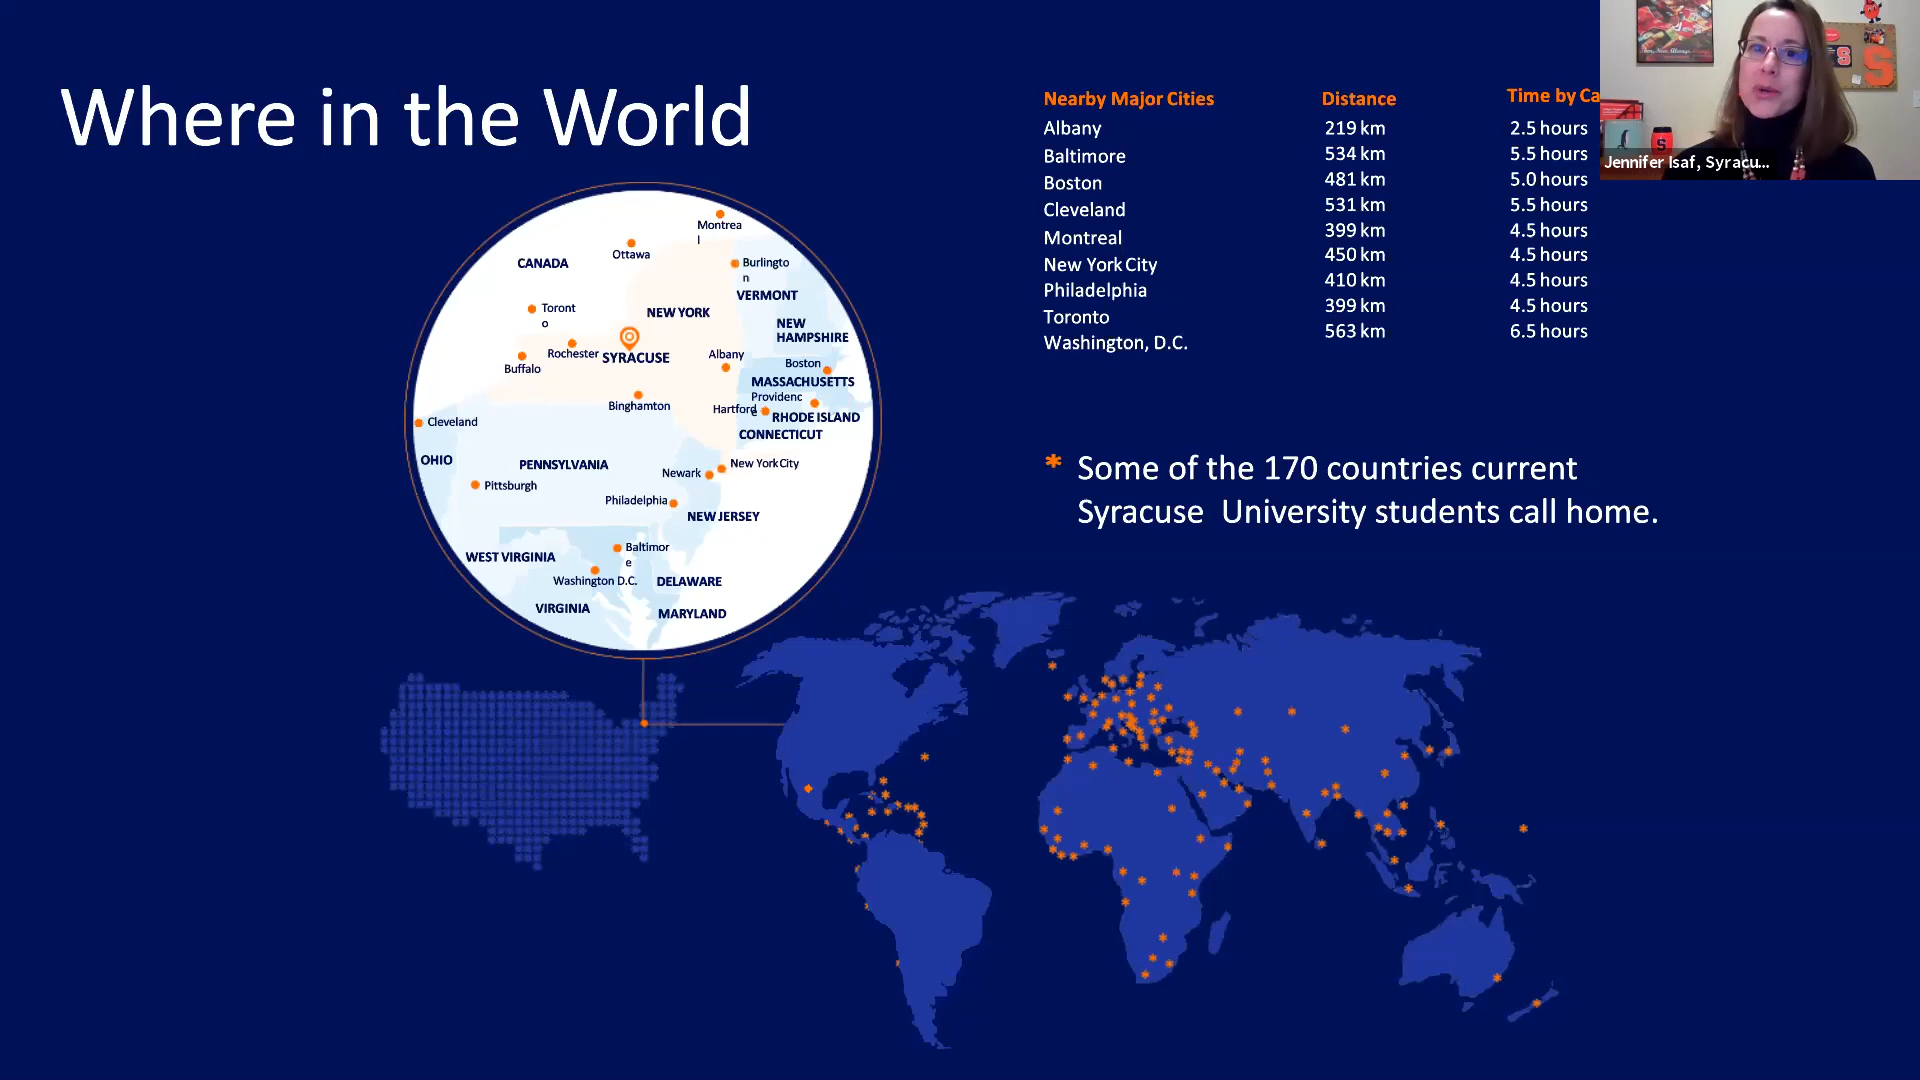 Where in the World
Nearby Major Cities Distance Time by Ca
Albany 219 km 2.5 hours
Baltimore 534 km 5.5 hours
Boston 481 km 5.0 hours
Cleveland 531 km 5.5 hours
Montreal 399 km 4.5 hours
New York City 450 km 4.5 hours
Philadelphia 410 km 4.5 hours
Toronto 399 km 4.5 hours
Washington, D.C. 563 km 6.5 hours
Jennifer Isaf, Syracu...
S
S
S
Montrea
l
Ottawa
CANADA
Burlingto
n
VERMONT
Toront
o
NEW YORK
NEW
HAMPSHIRE
Rochester
SYRACUSE
Albany
Buffalo
Boston
MASSACHUSETTS
Providenc
e
Binghamton
Hartford
RHODE ISLAND
Cleveland
CONNECTICUT
OHIO
PENNSYLVANIA
New York City
Newark
Pittsburgh
Philadelphia
NEW JERSEY
Baltimor
e
WEST VIRGINIA
Washington D.C.
DELAWARE
VIRGINIA
MARYLAND
* Some of the 170 countries current
Syracuse University students call home.